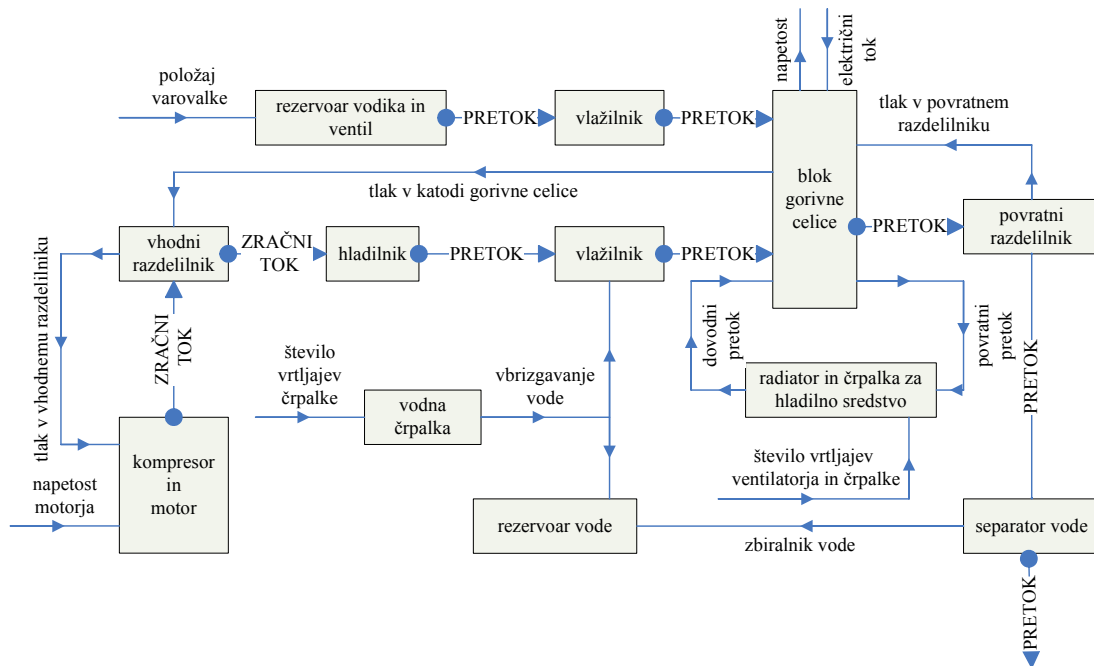 napetost
električni
tok
položaj
varovalke
rezervoar vodika in
ventil
PRETOK
vlažilnik
PRETOK
tlak v povratnem
razdelilniku
blok
gorivne
celice
tlak v katodi gorivne celice
vhodni
razdelilnik
ZRAČNI
TOK
hladilnik
PRETOK
vlažilnik
PRETOK
PRETOK
povratni
razdelilnik
tlak v vhodnemu razdelilniku
ZRAČNI
TOK
dovodni
pretok
povratni
pretok
PRETOK
število
vrtljajev
črpalke
vodna
črpalka
vbrizgavanje
vode
radiator in črpalka za
hladilno sredstvo
kompresor
in
motor
napetost
motorja
število vrtljajev
ventilatorja in črpalke
rezervoar vode
zbiralnik vode
separator vode
PRETOK